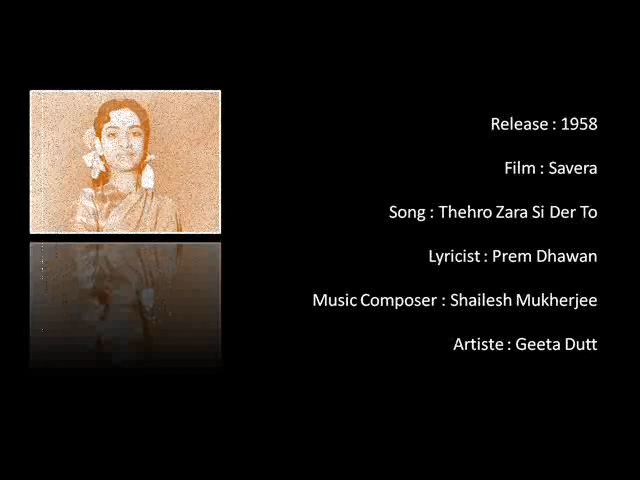 Release : 1958
Film : Savera
Song : Thehro Zara Si Der To
Lyricist : Prem Dhawan
Music Composer : Shailesh Mukherjee
Artiste : Geeta Dutt